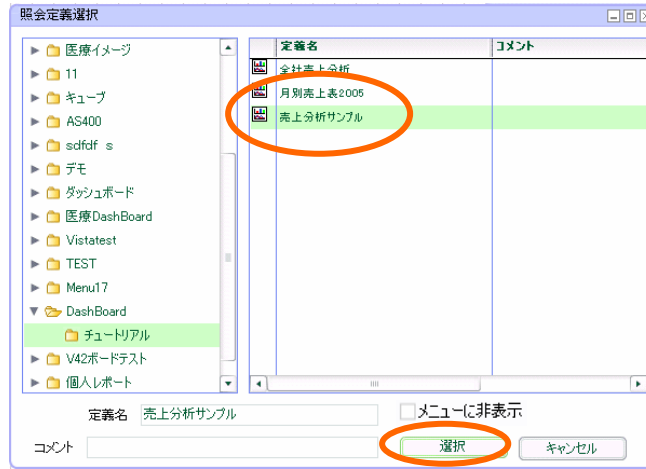 照会定義選択
医療イメージ
11
キューブ
AS400
sdfdf s
デモ
ダッシュボード
医療DashBoard
Vistatest
TEST
Menu17
DashBoard
チュートリアル
V42ボードテスト
個人レポート
定義名 コメント
全社売上分析
月別売上表2005
売上分析サンプル
定義名 売上分析サンプル
メニューに非表示
コメント
選択 キャンセル